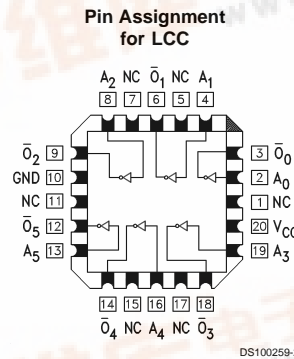 Pin Assignment
for LCC
A₂ NC Ō₁ NC A₁
8 7 6 5 4
Ō₂ 9
GND 10
NC 11
Ō₅ 12
A₅ 13
3 Ō₀
2 A₀
1 NC
20 VCC
19 A₃
14 15 16 17 18
Ō₄ NC A₄ NC Ō₃
DS100259-